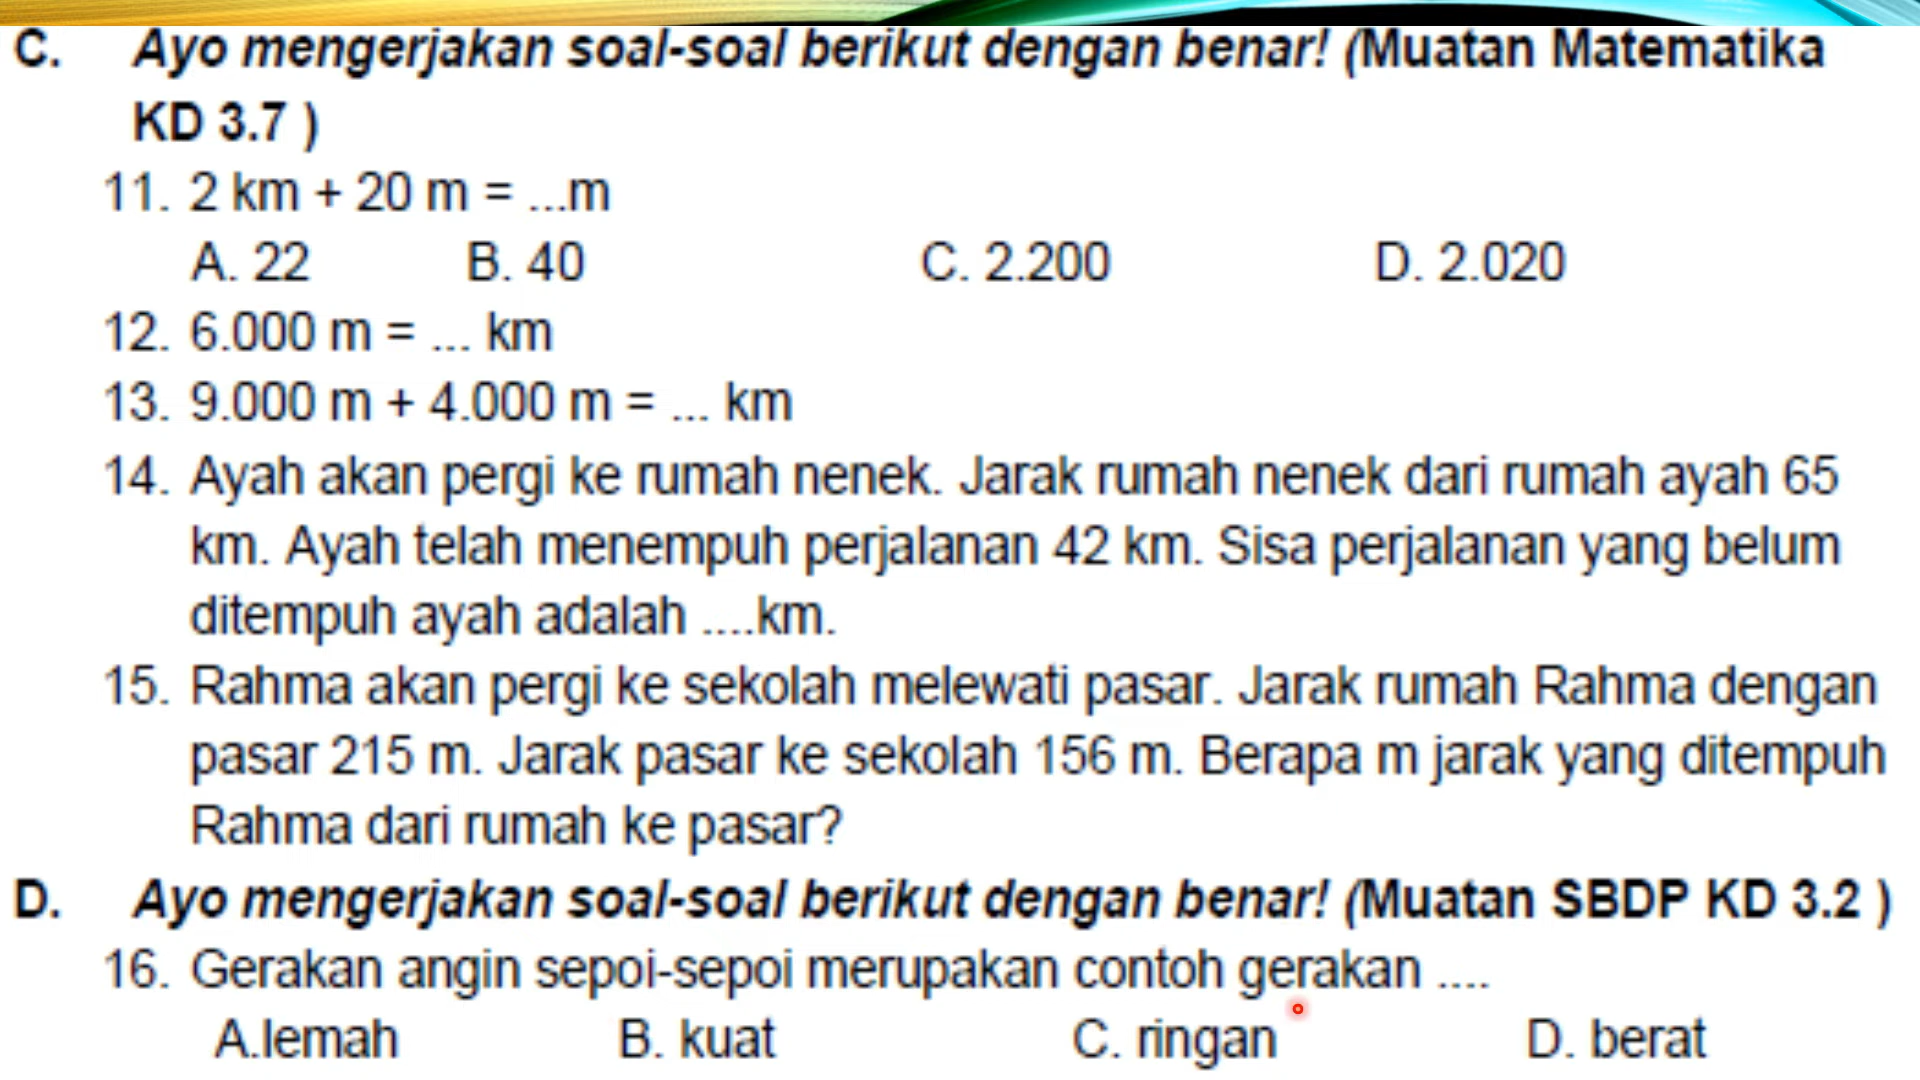 C. Ayo mengerjakan soal-soal berikut dengan benar! (Muatan Matematika
KD 3.7 )
11. 2 km + 20 m = ...m
A. 22 B. 40 C. 2.200 D. 2.020
12. 6.000 m = ... km
13. 9.000 m + 4.000 m = ... km
14. Ayah akan pergi ke rumah nenek. Jarak rumah nenek dari rumah ayah 65
km. Ayah telah menempuh perjalanan 42 km. Sisa perjalanan yang belum
ditempuh ayah adalah ....km.
15. Rahma akan pergi ke sekolah melewati pasar. Jarak rumah Rahma dengan
pasar 215 m. Jarak pasar ke sekolah 156 m. Berapa m jarak yang ditempuh
Rahma dari rumah ke pasar?
D. Ayo mengerjakan soal-soal berikut dengan benar! (Muatan SBDP KD 3.2 )
16. Gerakan angin sepoi-sepoi merupakan contoh gerakan ....
A.lemah B. kuat C. ringan D. berat